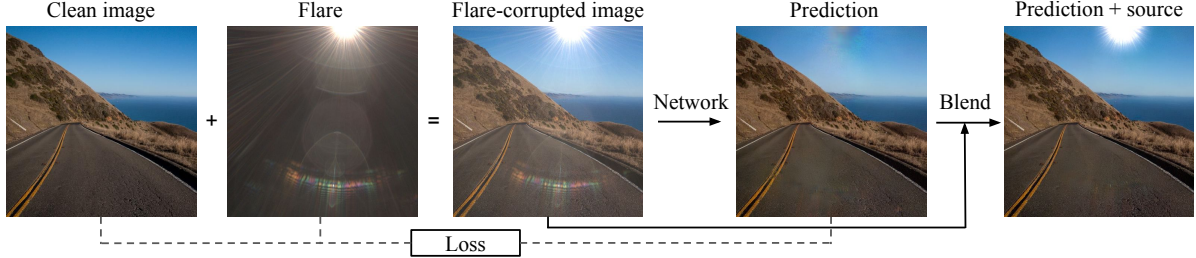 Clean image
Flare
Flare-corrupted image
Prediction
Prediction + source
+
=
Network
Blend
Loss